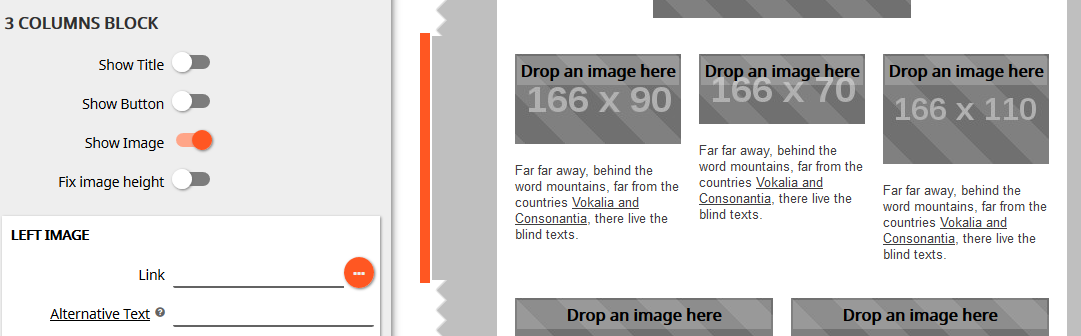 3 COLUMNS BLOCK
Show Title
Show Button
Show Image
Fix image height
LEFT IMAGE
Link
...
Alternative Text ?
Drop an image here
166 x 90
Far far away, behind the
word mountains, far from the
countries Vokalia and
Consonantia, there live the
blind texts.
Drop an image here
166 x 70
Far far away, behind the
word mountains, far from the
countries Vokalia and
Consonantia, there live the
blind texts.
Drop an image here
166 x 110
Far far away, behind the
word mountains, far from the
countries Vokalia and
Consonantia, there live the
blind texts.
Drop an image here
Drop an image here